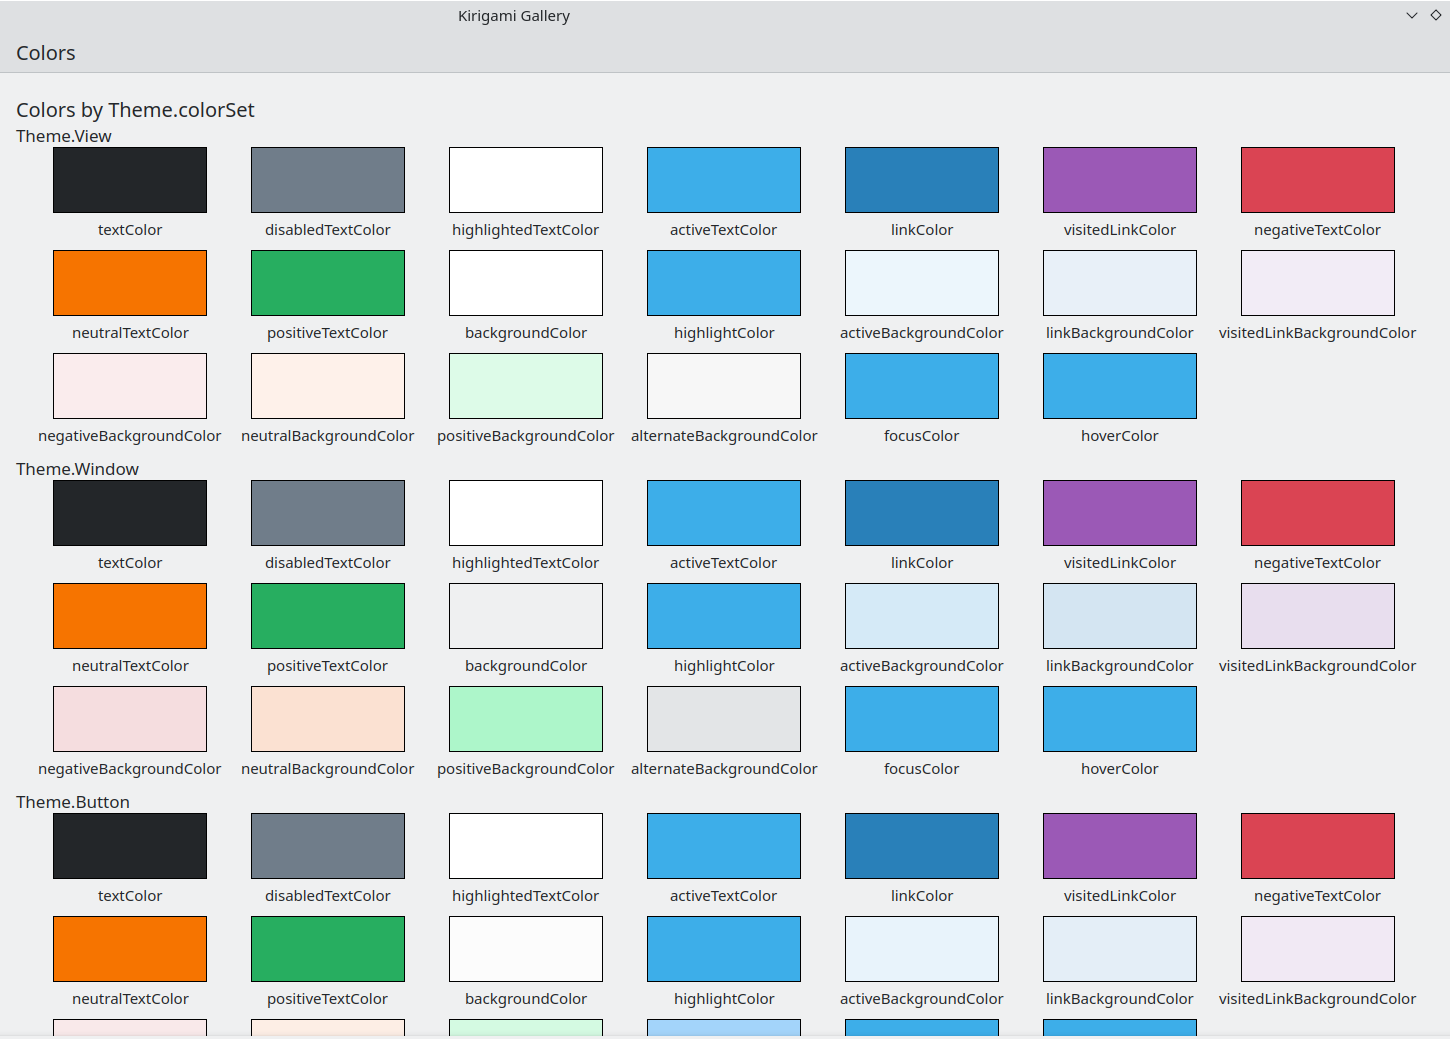 Kirigami Gallery
Colors
Colors by Theme.colorSet
Theme.View
textColor disabledTextColor highlightedTextColor activeTextColor linkColor visitedLinkColor negativeTextColor
neutralTextColor positiveTextColor backgroundColor highlightColor activeBackgroundColor linkBackgroundColor visitedLinkBackgroundColor
negativeBackgroundColor neutralBackgroundColor positiveBackgroundColor alternateBackgroundColor focusColor hoverColor
Theme.Window
textColor disabledTextColor highlightedTextColor activeTextColor linkColor visitedLinkColor negativeTextColor
neutralTextColor positiveTextColor backgroundColor highlightColor activeBackgroundColor linkBackgroundColor visitedLinkBackgroundColor
negativeBackgroundColor neutralBackgroundColor positiveBackgroundColor alternateBackgroundColor focusColor hoverColor
Theme.Button
textColor disabledTextColor highlightedTextColor activeTextColor linkColor visitedLinkColor negativeTextColor
neutralTextColor positiveTextColor backgroundColor highlightColor activeBackgroundColor linkBackgroundColor visitedLinkBackgroundColor